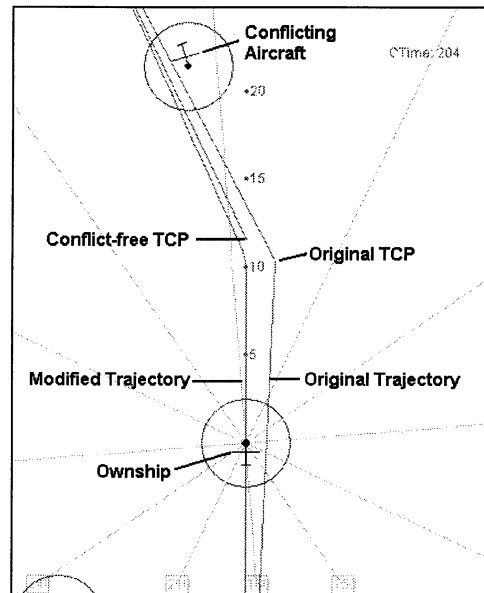 Conflicting
Aircraft
CTime: 204
20
15
Conflict-free TCP
Original TCP
10
5
Modified Trajectory
Original Trajectory
Ownship